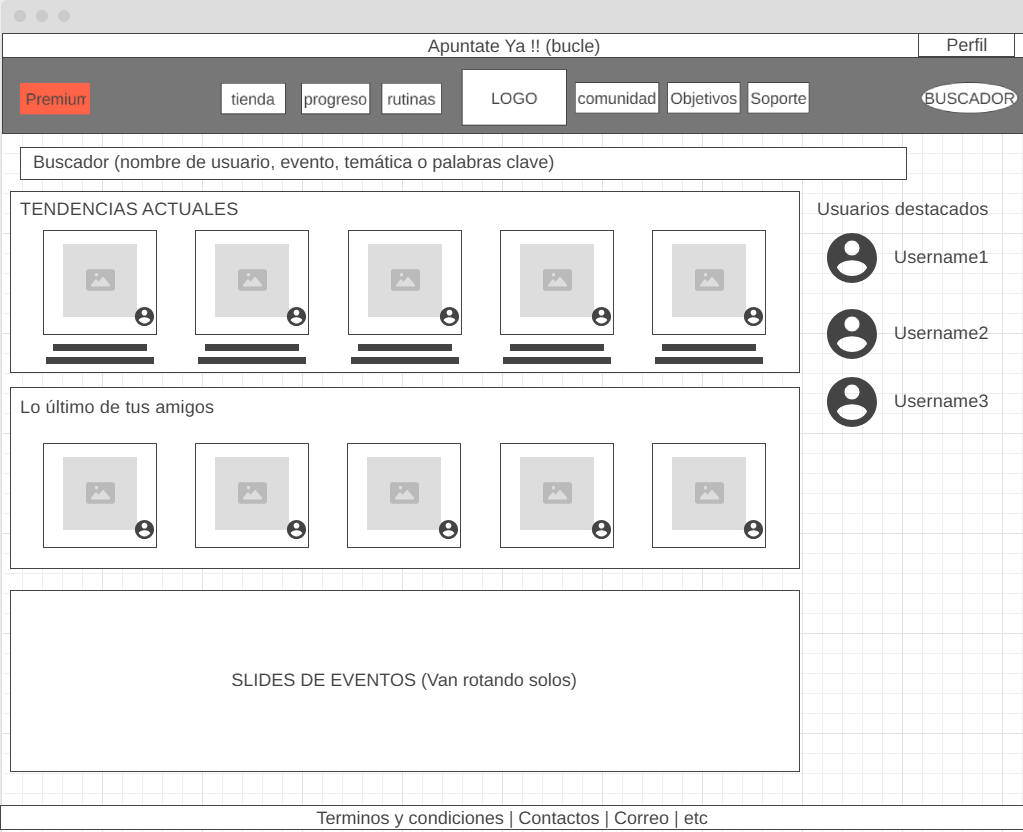 Apuntate Ya !! (bucle)
Perfil
Premium
tienda
progreso
rutinas
LOGO
comunidad
Objetivos
Soporte
BUSCADOR
Buscador (nombre de usuario, evento, temática o palabras clave)
TENDENCIAS ACTUALES
Usuarios destacados
Username1
Username2
Username3
Lo último de tus amigos
SLIDES DE EVENTOS (Van rotando solos)
Terminos y condiciones | Contactos | Correo | etc